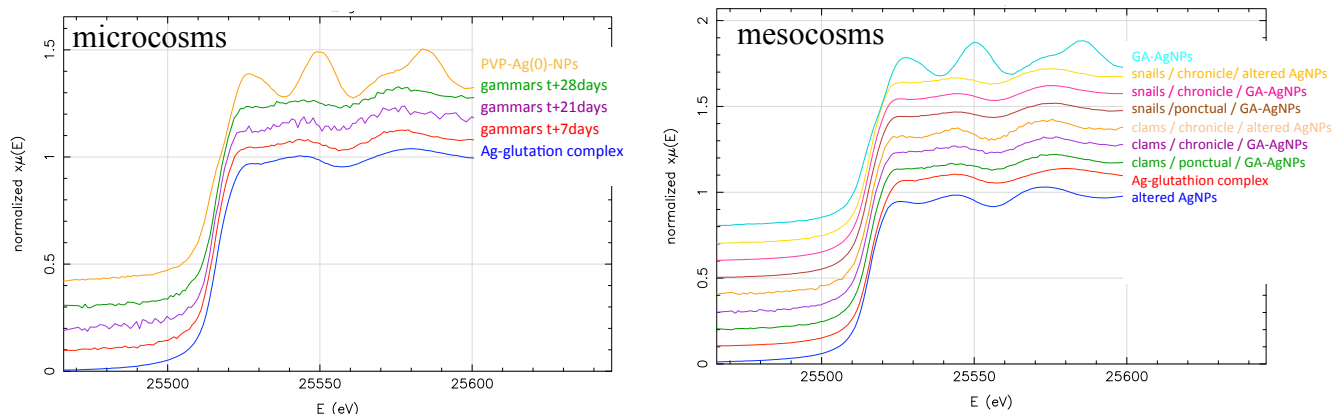 microcosms
1.5
1
0.5
0
normalized xμ(E)
25500
25550
25600
E (eV)
PVP-Ag(0)-NPs
gammars t+28days
gammars t+21days
gammars t+7days
Ag-glutation complex
mesocosms
2
1.5
1
0.5
0
normalized xμ(E)
25500
25550
25600
E (eV)
GA-AgNPs
snails / chronicle/ altered AgNPs
snails / chronicle / GA-AgNPs
snails /ponctual / GA-AgNPs
clams / chronicle / altered AgNPs
clams / chronicle / GA-AgNPs
clams / ponctual / GA-AgNPs
Ag-glutathion complex
altered AgNPs